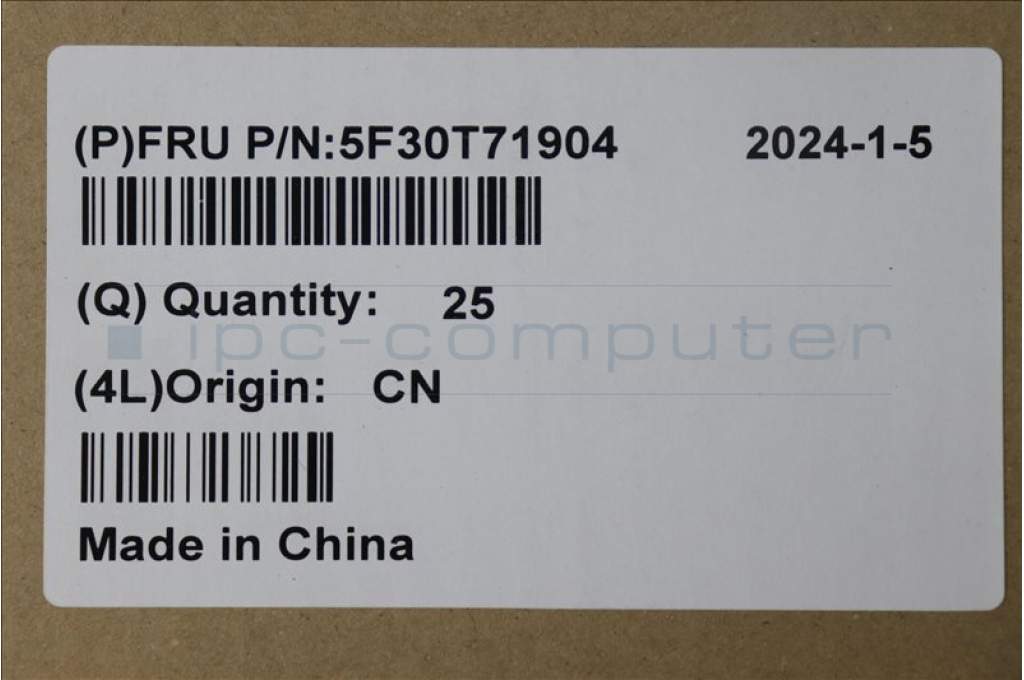 (P)FRU P/N:5F30T71904 2024-1-5
(Q) Quantity: 25
ipc-computer
(4L)Origin: CN
Made in China